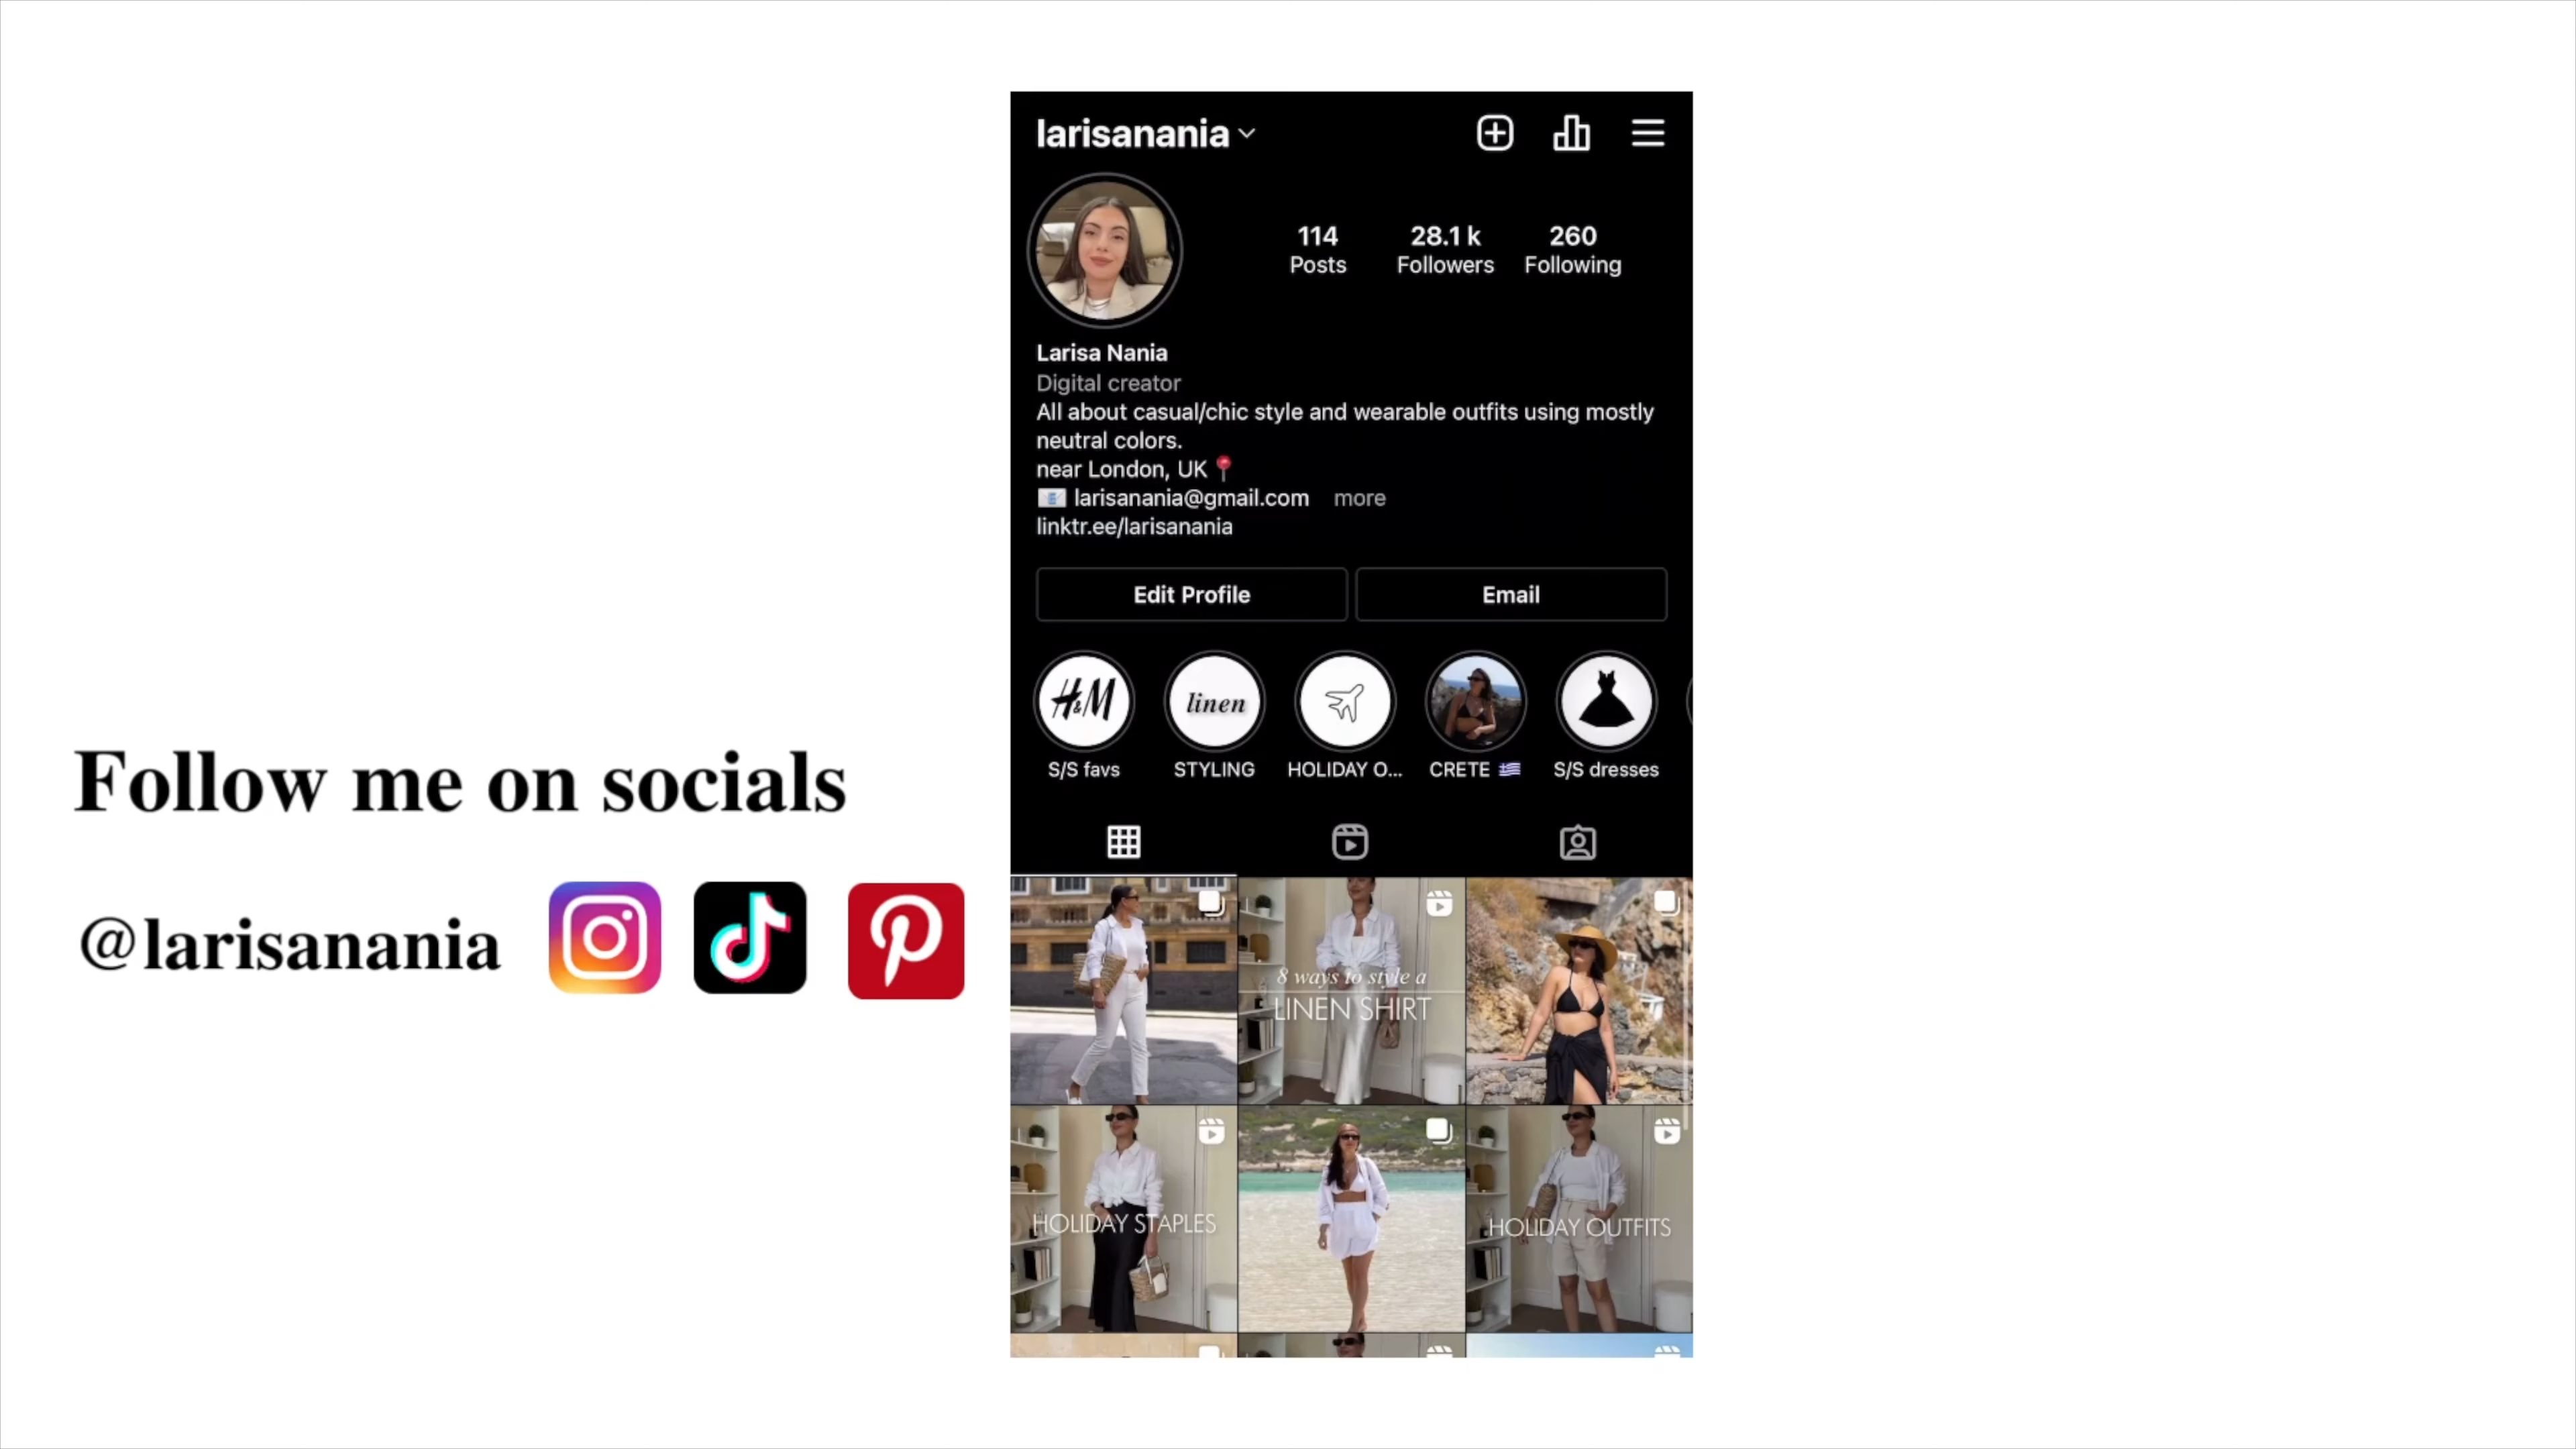 Follow me on socials
@larisanania
larisanania
114
Posts
28.1 k
Followers
260
Following
Larisa Nania
Digital creator
All about casual/chic style and wearable outfits using mostly
neutral colors.
near London, UK
larisanania@gmail.com more
linktr.ee/larisanania
Edit Profile
Email
H&M
linen
S/S favs
STYLING
HOLIDAY O...
CRETE
S/S dresses
8 ways to style a
LINEN SHIRT
HOLIDAY STAPLES
HOLIDAY OUTFITS